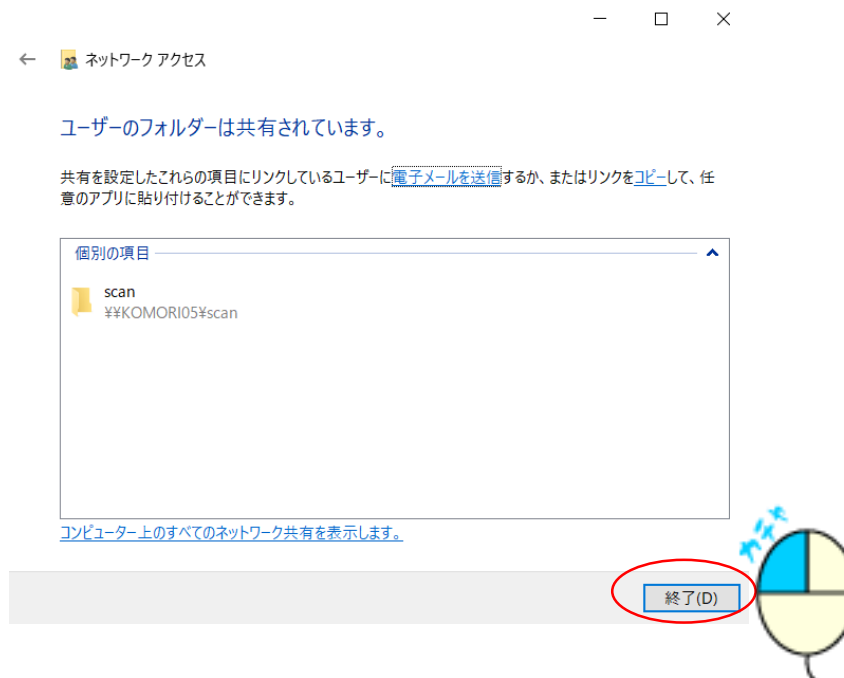 ネットワーク アクセス
ユーザーのフォルダーは共有されています。
共有を設定したこれらの項目にリンクしているユーザーに電子メールを送信するか、またはリンクをコピーして、任
意のアプリに貼り付けることができます。
個別の項目
scan
¥¥KOMORI05¥scan
コンピューター上のすべてのネットワーク共有を表示します。
カチャ
終了(D)